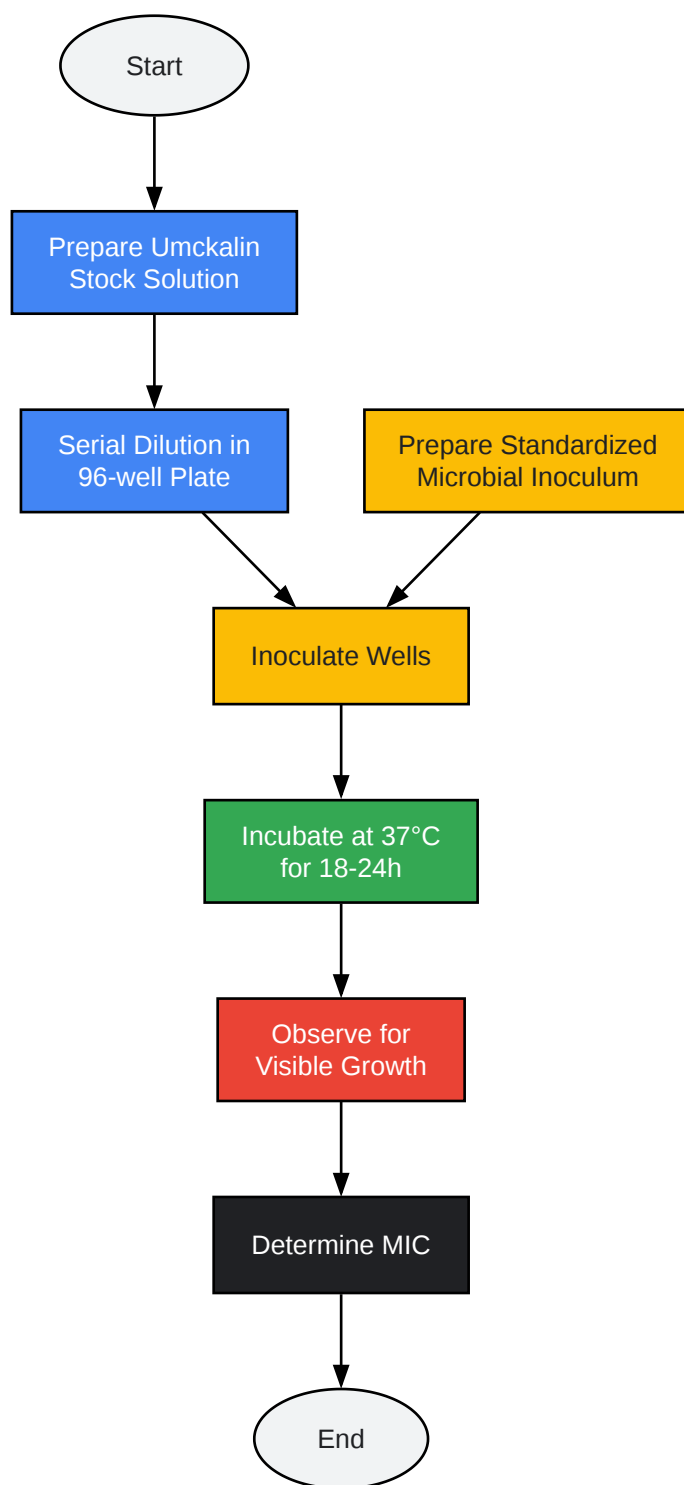 Start
Prepare Umckalin
Stock Solution
Serial Dilution in
96-well Plate
Prepare Standardized
Microbial Inoculum
Inoculate Wells
Incubate at 37°C
for 18-24h
Observe for
Visible Growth
Determine MIC
End